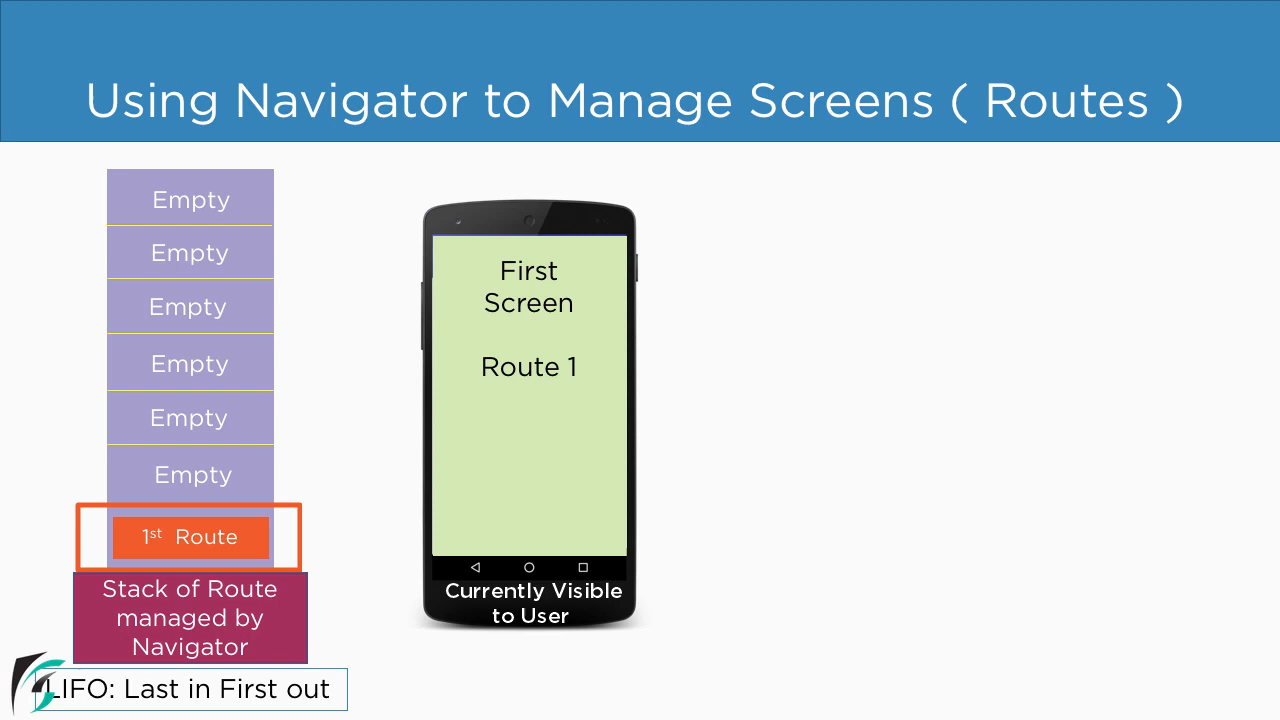 Using Navigator to Manage Screens ( Routes )
Empty
Empty
Empty
Empty
Empty
Empty
1st Route
Stack of Route
managed by
Navigator
LIFO: Last in First out
First
Screen
Route 1
Currently Visible
to User